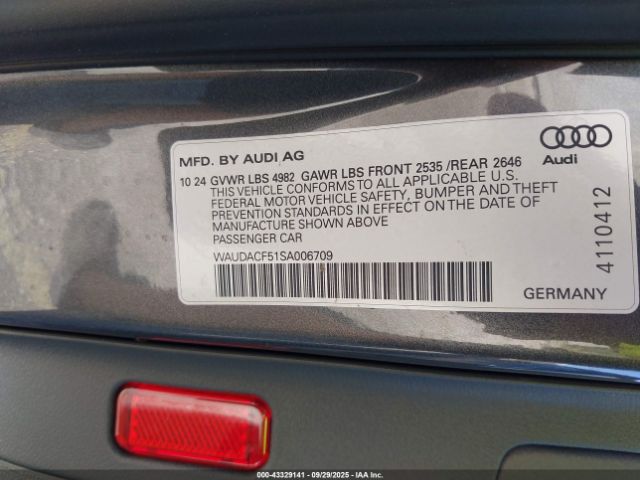 MFD. BY AUDI AG
Audi
10 24 GVWR LBS 4982 GAWR LBS FRONT 2535 /REAR 2646
THIS VEHICLE CONFORMS TO ALL APPLICABLE U.S.
FEDERAL MOTOR VEHICLE SAFETY, BUMPER AND THEFT
PREVENTION STANDARDS IN EFFECT ON THE DATE OF
MANUFACTURE SHOWN ABOVE
PASSENGER CAR
WAUDACF51SA006709
4110412
GERMANY
000-43329141 - 09/29/2025 - IAA Inc.